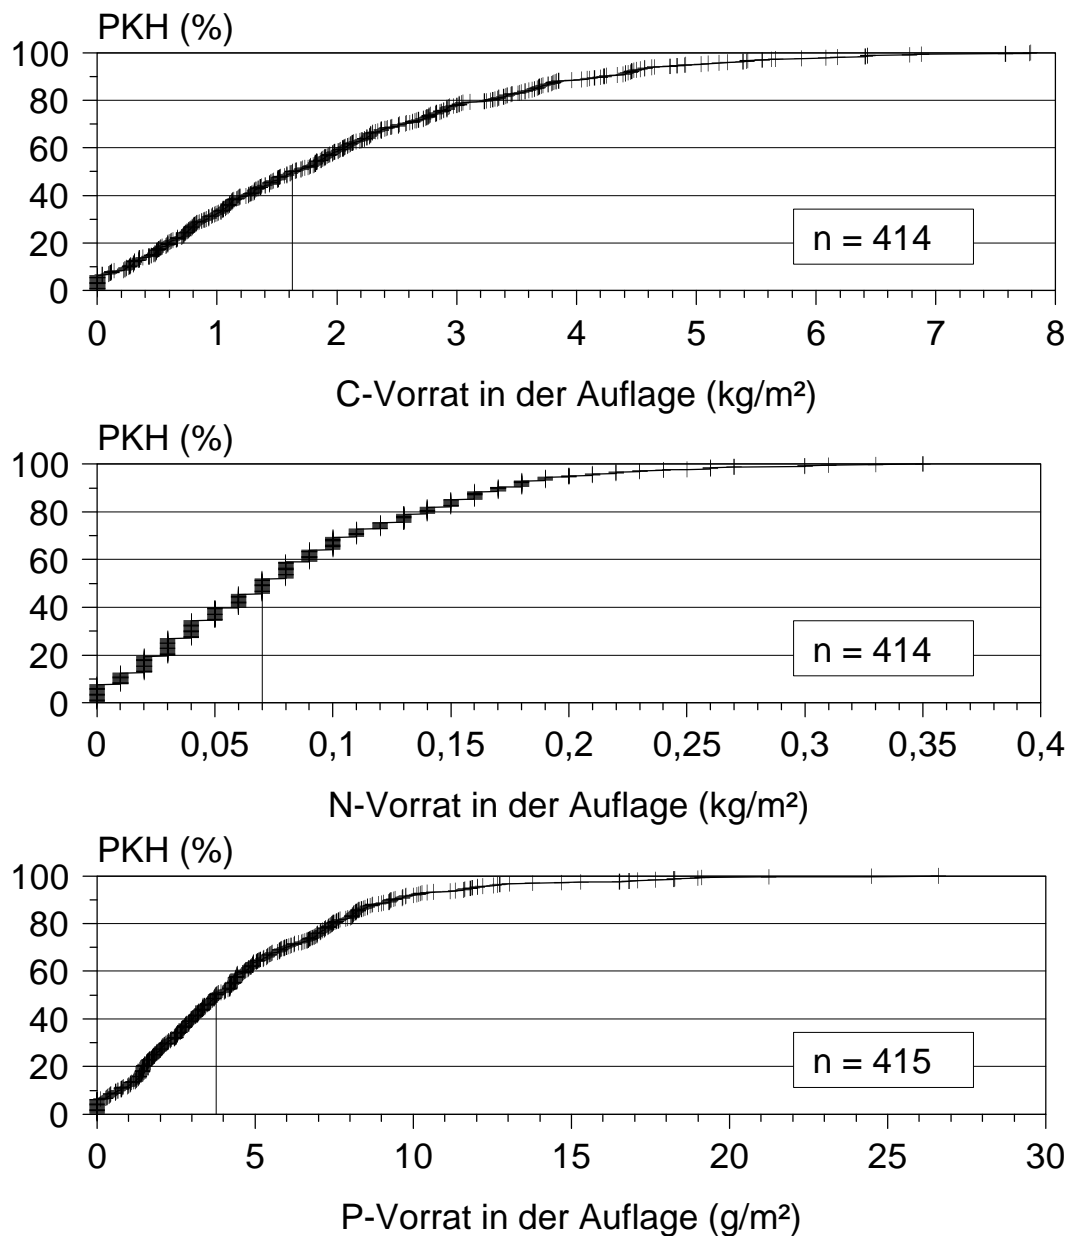 PKH (%)
100
80
60
40
20
0
n = 414
0 1 2 3 4 5 6 7 8
C-Vorrat in der Auflage (kg/m²)
PKH (%)
100
80
60
40
20
0
n = 414
0 0,05 0,1 0,15 0,2 0,25 0,3 0,35 0,4
N-Vorrat in der Auflage (kg/m²)
PKH (%)
100
80
60
40
20
0
n = 415
0 5 10 15 20 25 30
P-Vorrat in der Auflage (g/m²)